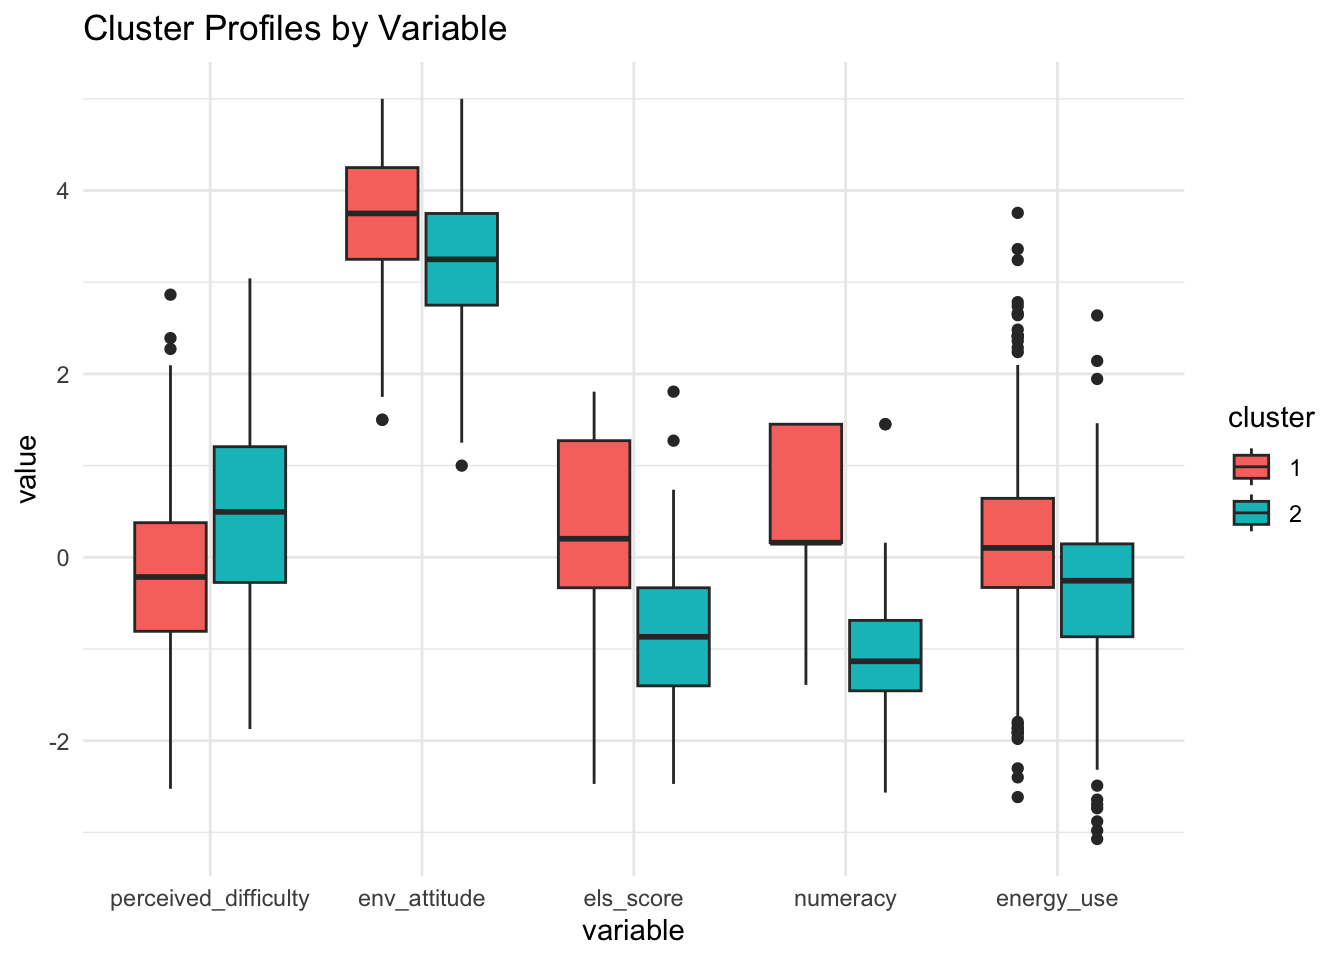 Cluster Profiles by Variable
value
4
2
0
-2
perceived_difficulty
env_attitude
els_score
numeracy
energy_use
variable
cluster
1
2